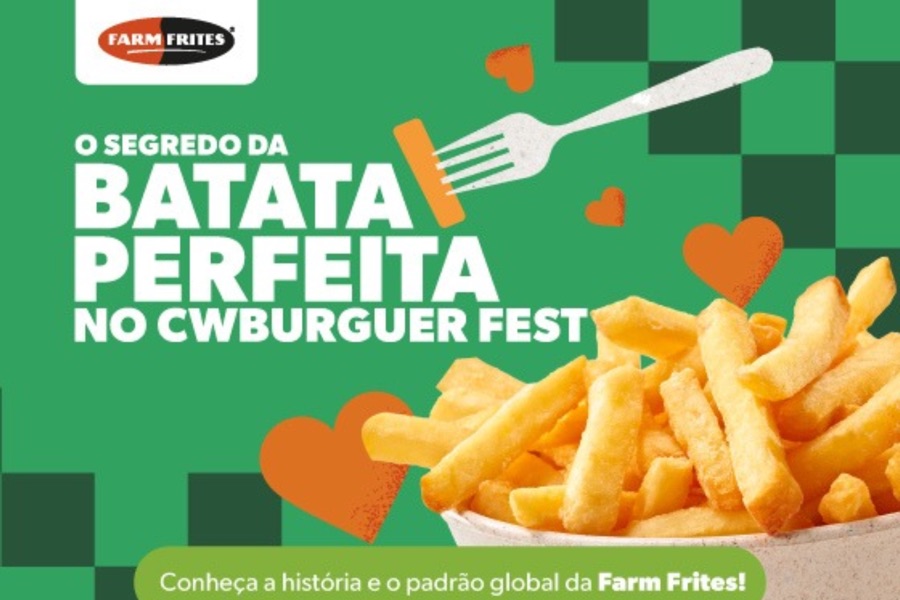 FARM FRITES
O SEGREDO DA
BATATA
PERFEITA
NO CWBURGUER FEST
Conheça a história e o padrão global da Farm Frites!